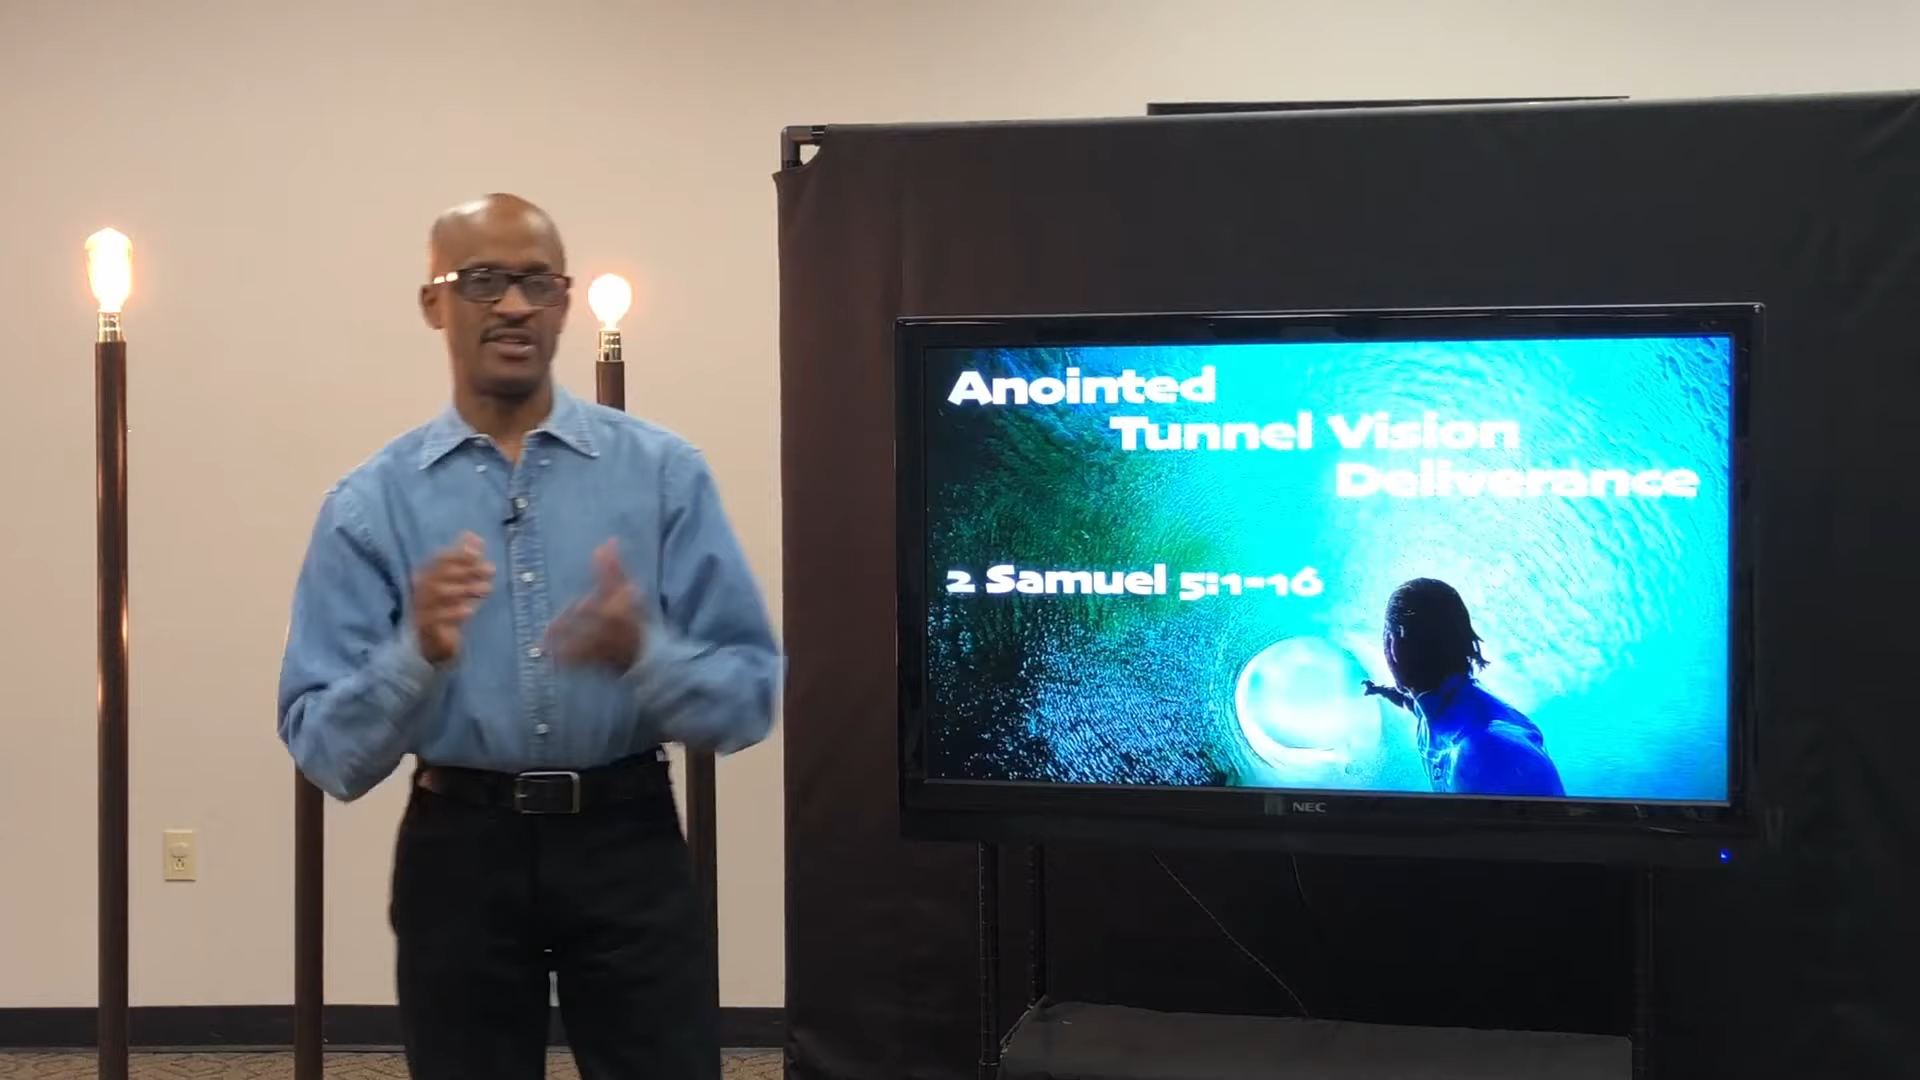 Anointed
Tunnel Vision
Deliverance
2 Samuel 5:1-16
NEC